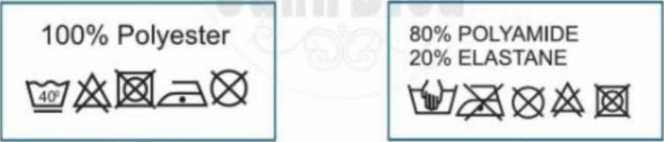 100% Polyester
40°
80% POLYAMIDE
20% ELASTANE